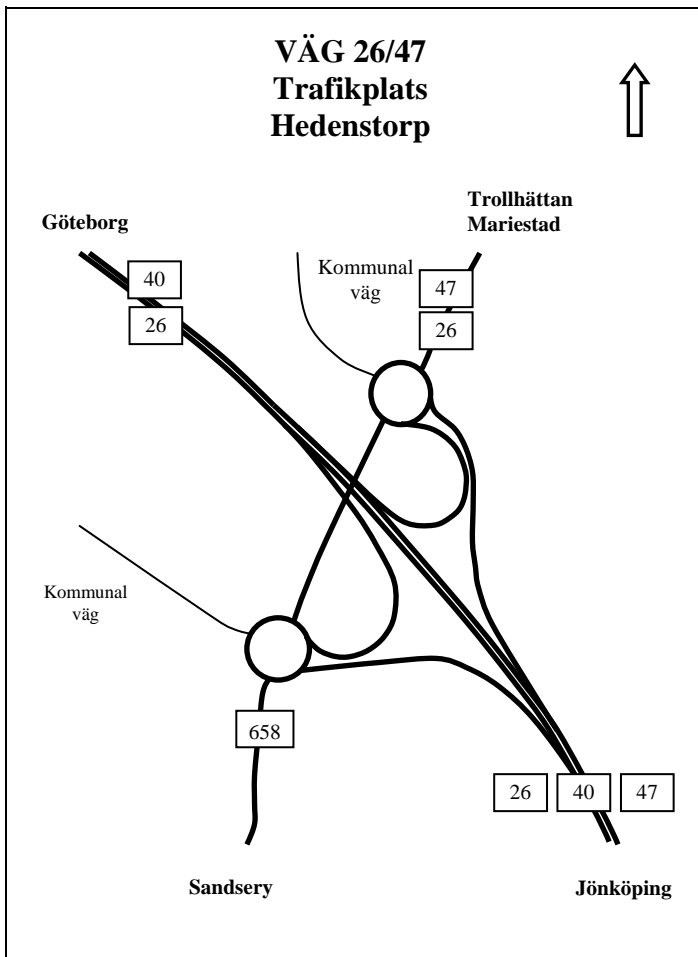 VÄG 26/47
Trafikplats
Hedenstorp
Trollhättan
Mariestad
Göteborg
Kommunal
väg
40
47
26
26
Kommunal
väg
658
26
40
47
Sandsery
Jönköping